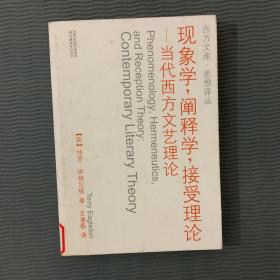 西方文库·思想译丛
现象学,阐释学,接受理论
——当代西方文艺理论
Phenomenology, Hermeneutics,
and Reception Theory:
Contemporary Literary Theory
【英】特里·伊格尔顿 著
王逢振 译
Terry Eagleton